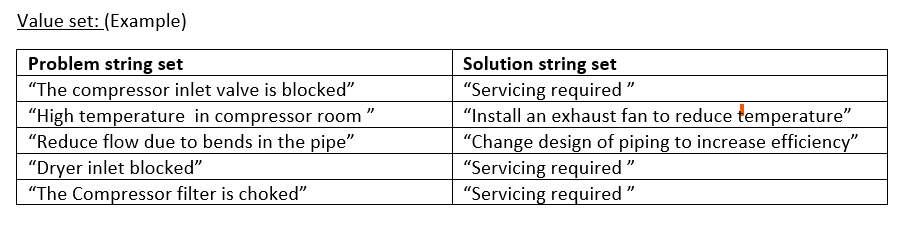 Value set: (Example)
Problem string set Solution string set
“The compressor inlet valve is blocked” “Servicing required ”
“High temperature  in compressor room ” “Install an exhaust fan to reduce temperature”
“Reduce flow due to bends in the pipe” “Change design of piping to increase efficiency”
“Dryer inlet blocked” “Servicing required ”
“The Compressor filter is choked” “Servicing required ”